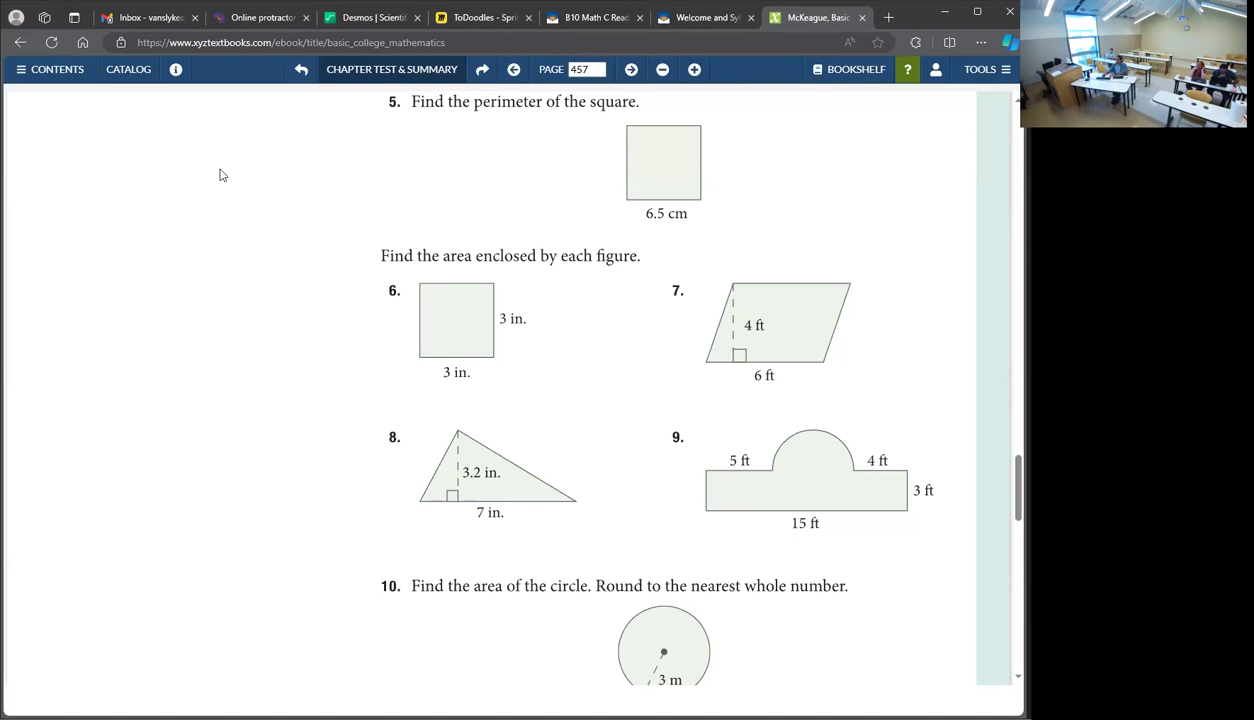 Inbox - vanslyked
Online protractor
Desmos | Scientif
ToDoodles - Spri
B10 Math C Read
Welcome and Syl
McKeague, Basic
https://www.xyztextbooks.com/ebook/title/basic_college_mathematics
CONTENTS
CATALOG
CHAPTER TEST & SUMMARY
PAGE 457
BOOKSHELF
?
TOOLS
5. Find the perimeter of the square.
6.5 cm
Find the area enclosed by each figure.
6.
3 in.
3 in.
7.
4 ft
6 ft
8.
3.2 in.
7 in.
9.
5 ft
4 ft
3 ft
15 ft
10. Find the area of the circle. Round to the nearest whole number.
3 m